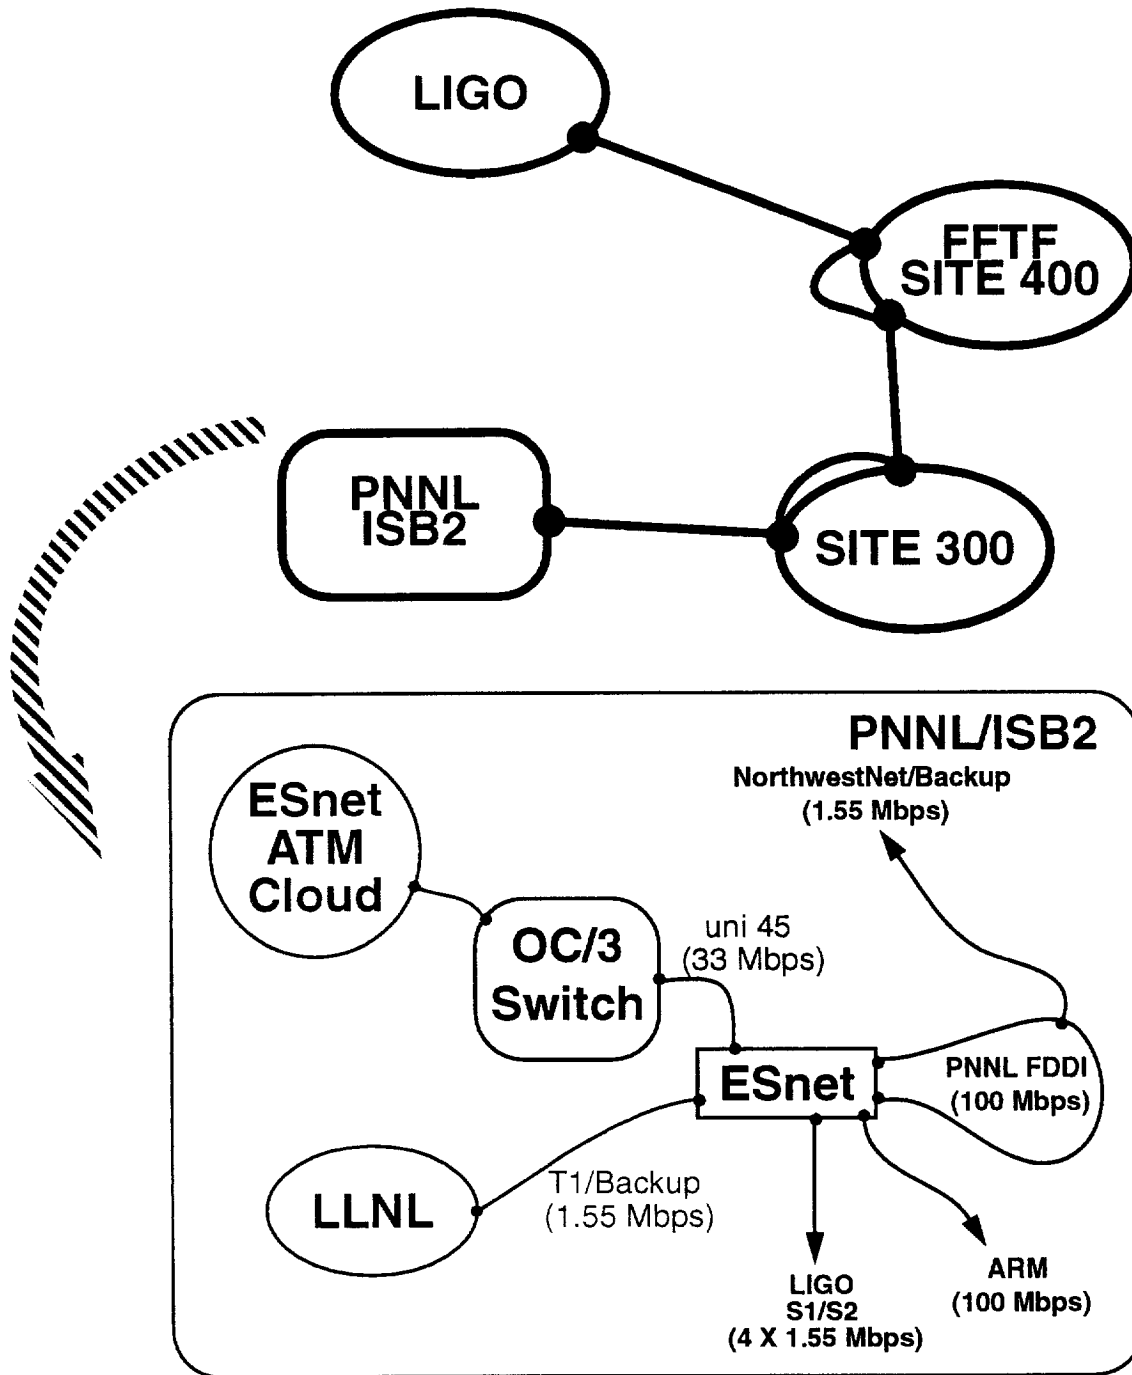 LIGO
FFTF
SITE 400
PNNL
ISB2
SITE 300
PNNL/ISB2
NorthwestNet/Backup
(1.55 Mbps)
ESnet
ATM
Cloud
OC/3
Switch
uni 45
(33 Mbps)
ESnet
PNNL FDDI
(100 Mbps)
LLNL
T1/Backup
(1.55 Mbps)
LIGO
S1/S2
(4 X 1.55 Mbps)
ARM
(100 Mbps)